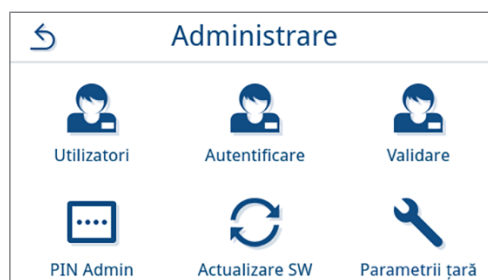 Administrare
Utilizatori Autentificare Validare
PIN Admin Actualizare SW Parametrii țară